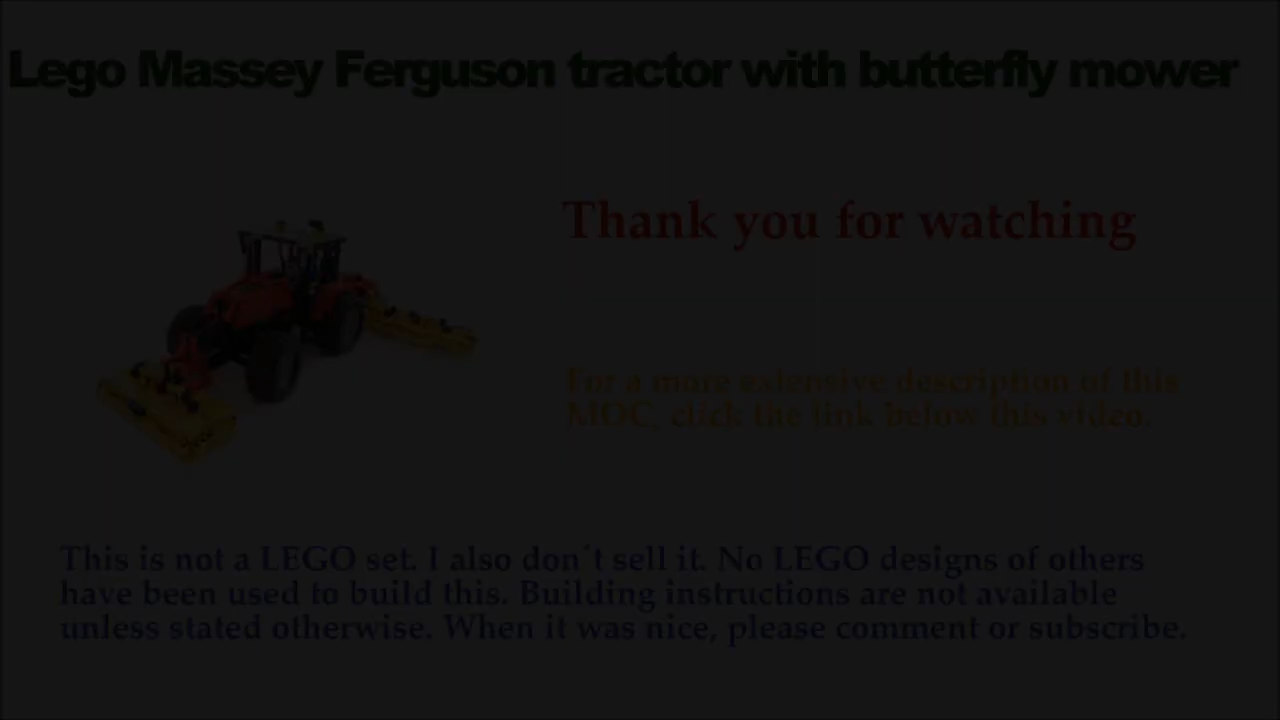 Lego Massey Ferguson tractor with butterfly mower
Thank you for watching
For a more extensive description of this
MOC, click the link below this video.
This is not a LEGO set. I also don´t sell it. No LEGO designs of others
have been used to build this. Building instructions are not available
unless stated otherwise. When it was nice, please comment or subscribe.